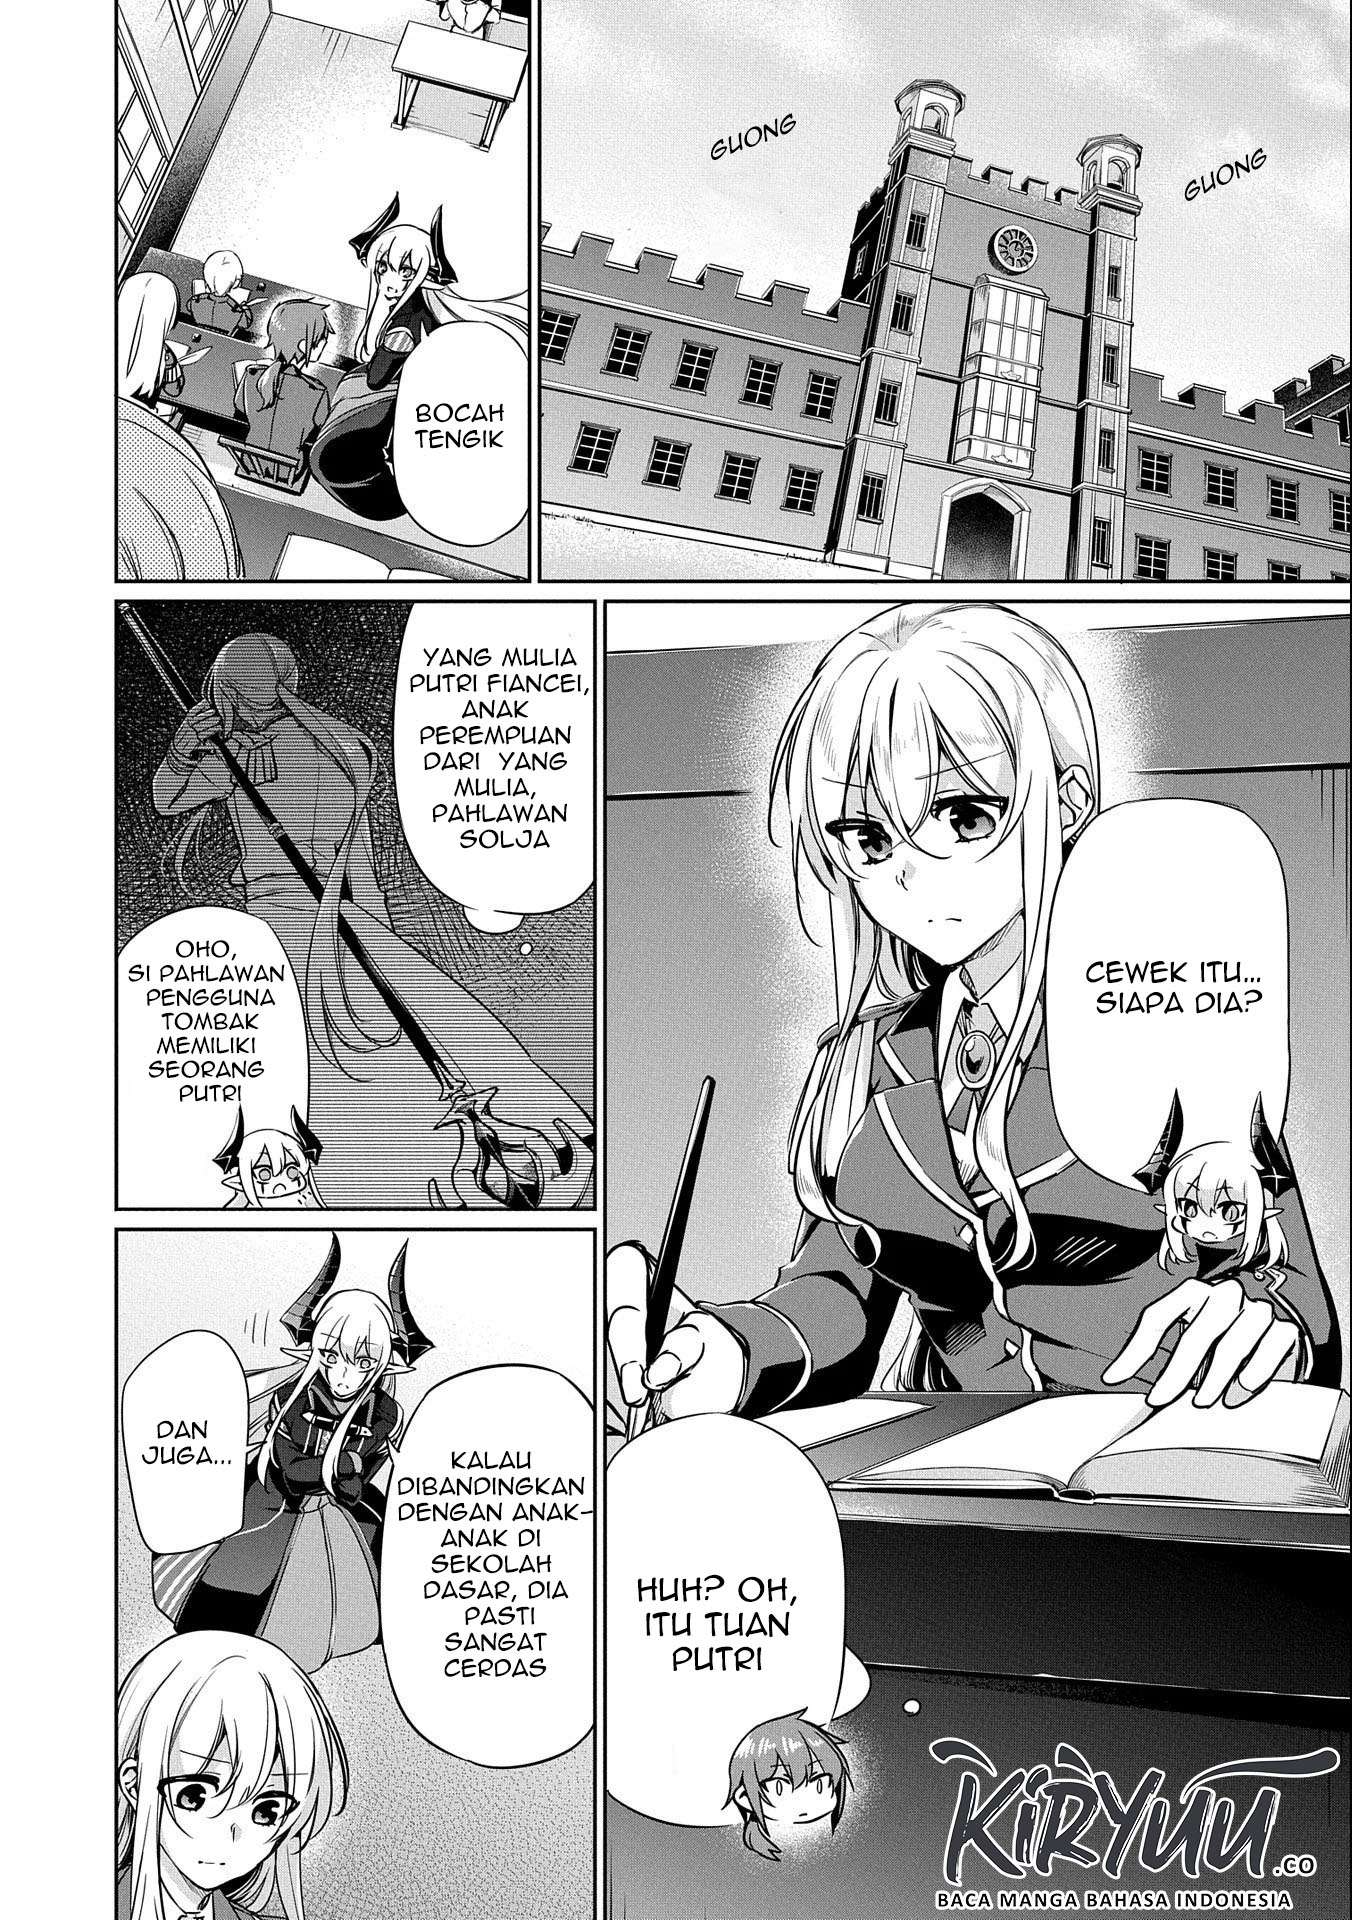 GUONG
GUONG
BOCAH
TENGIK
CEWEK ITU...
SIAPA DIA?
HUH? OH,
ITU TUAN
PUTRI
YANG MULIA
PUTRI FIANCEI,
ANAK
PEREMPUAN
DARI YANG
MULIA,
PAHLAWAN
SOLJA
OHO,
SI PAHLAWAN
PENGGUNA
TOMBAK
MEMILIKI
SEORANG
PUTRI
KALAU
DIBANDINGKAN
DENGAN ANAK-
ANAK DI
SEKOLAH
DASAR, DIA
PASTI
SANGAT
CERDAS
DAN
JUGA...
KIRYUU
.CO
BACA MANGA BAHASA INDONESIA